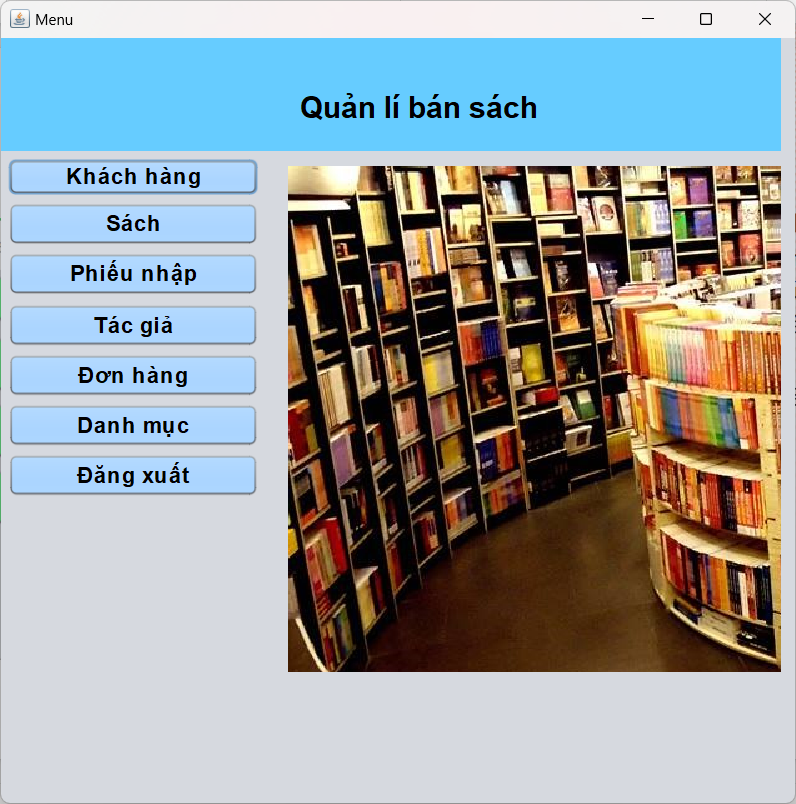 Menu
Quản lí bán sách
Khách hàng
Sách
Phiếu nhập
Tác giả
Đơn hàng
Danh mục
Đăng xuất